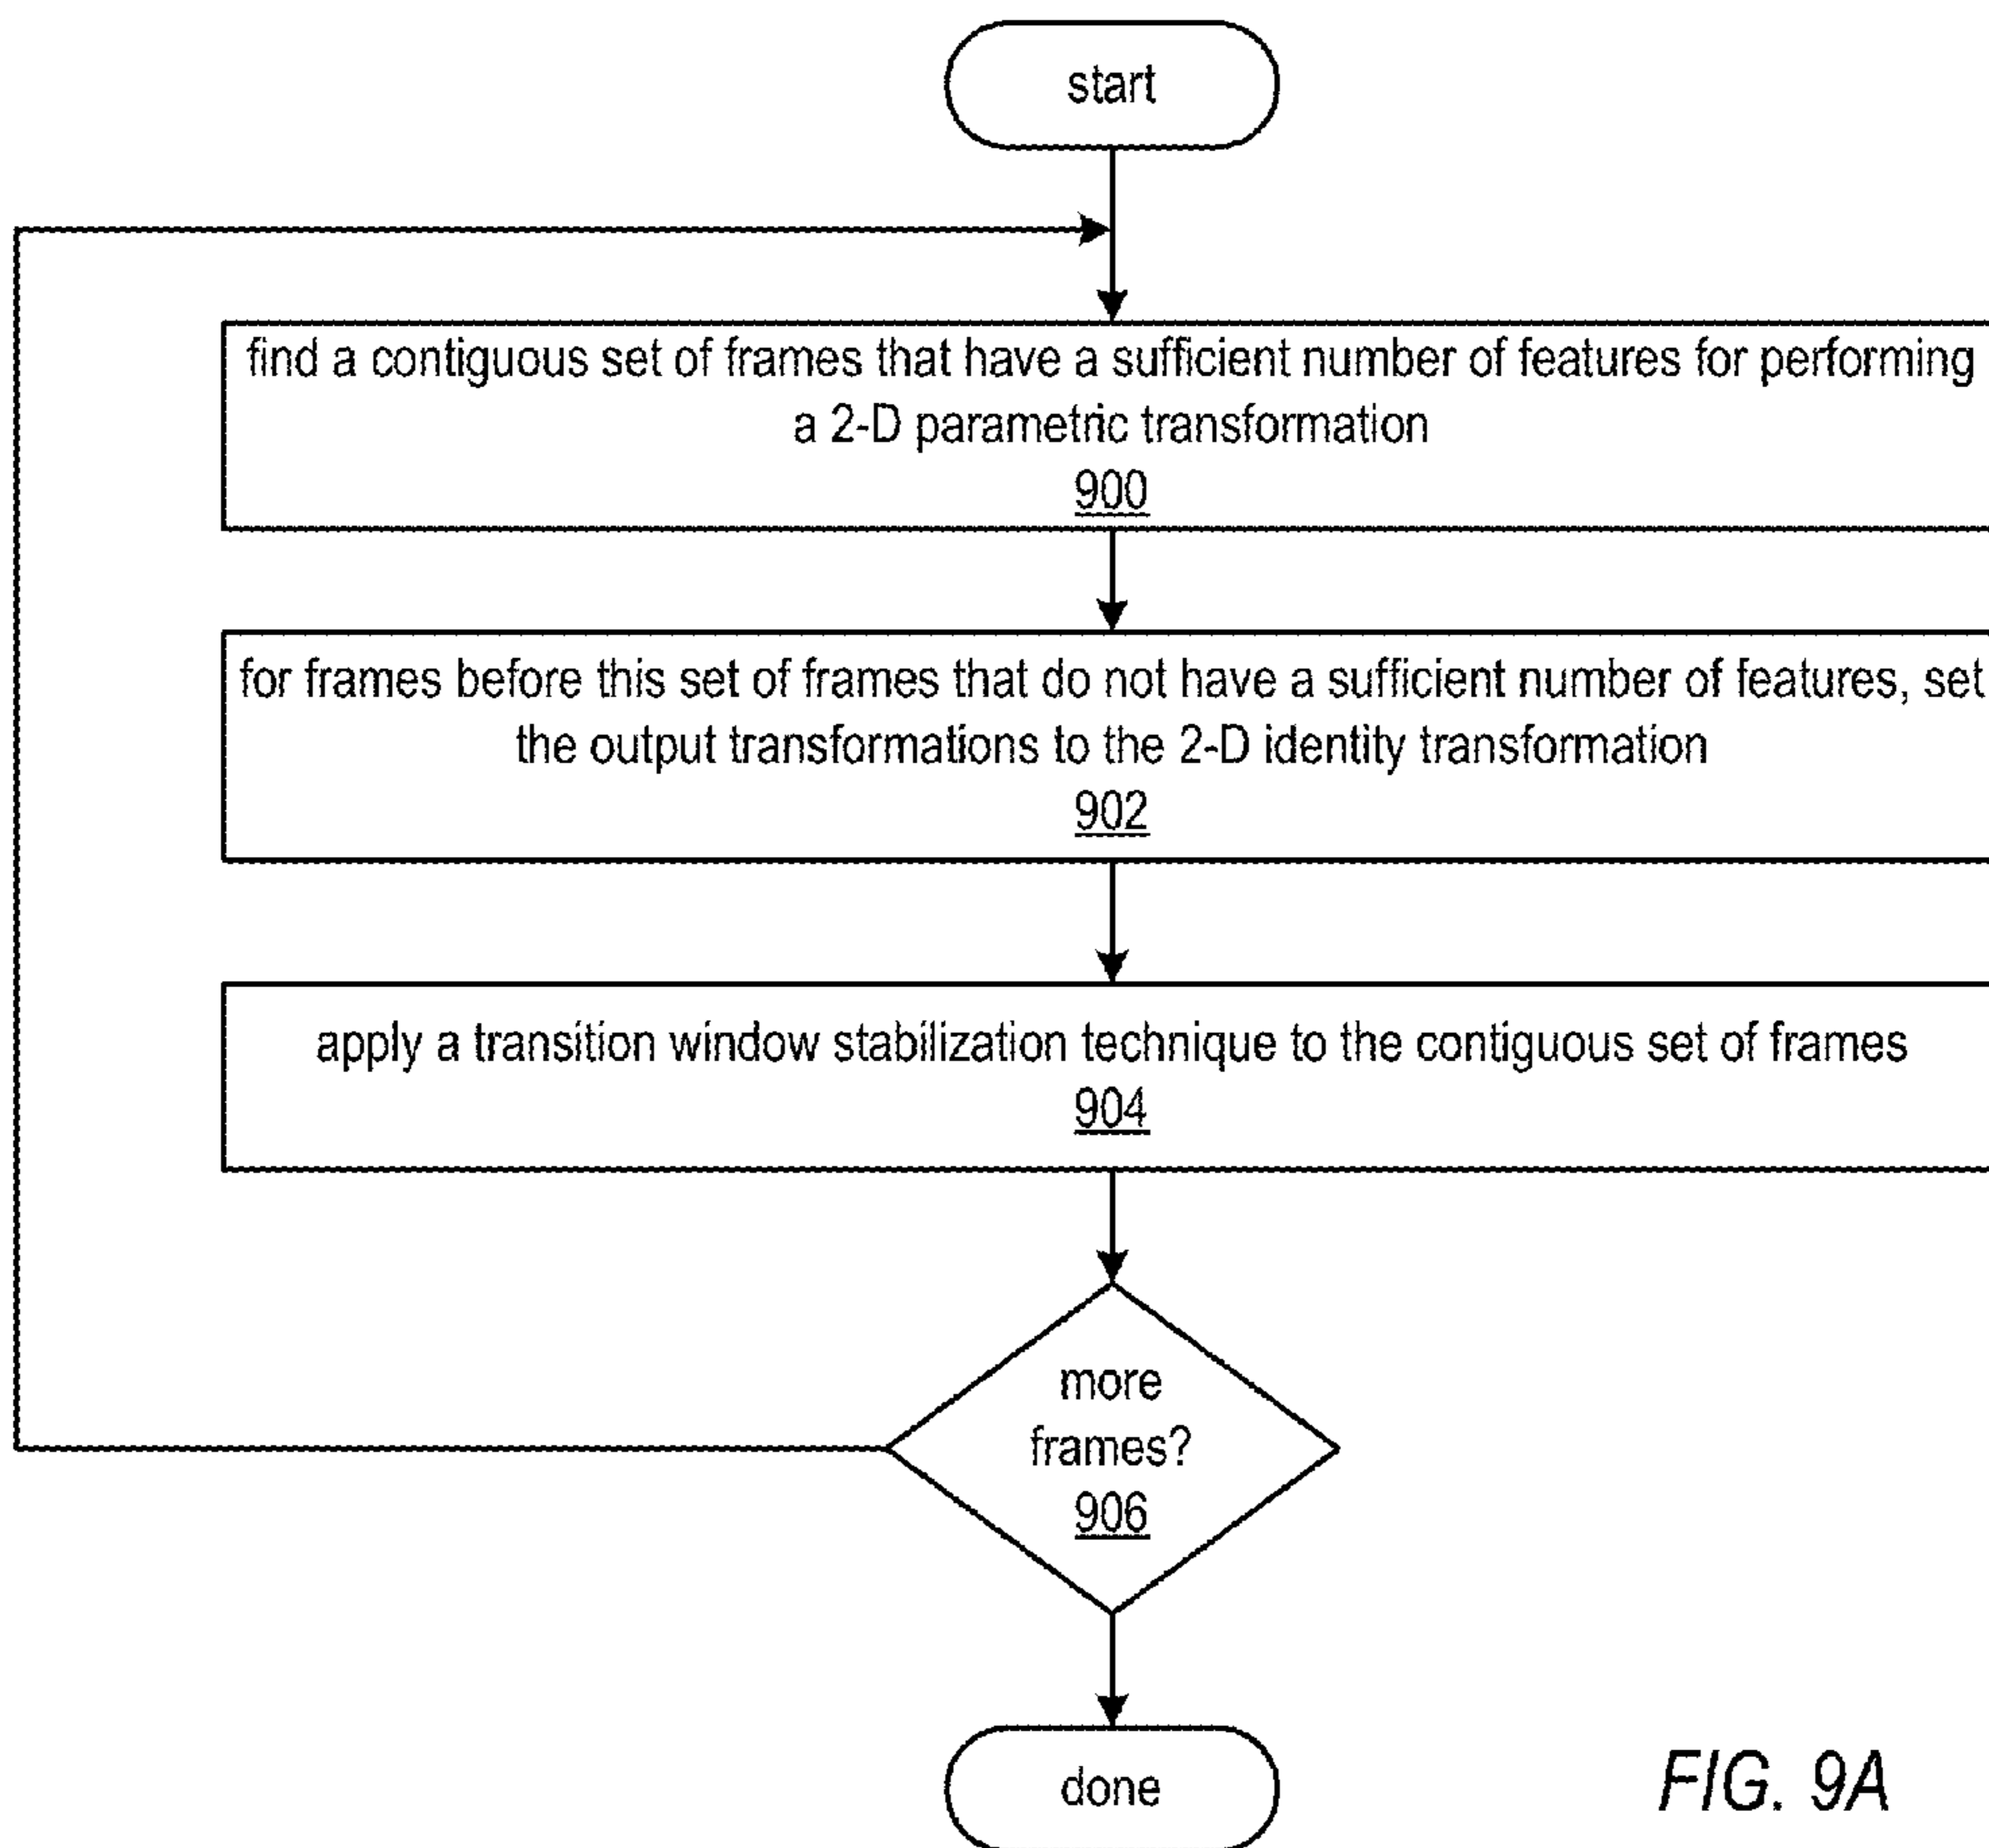 start
find a contiguous set of frames that have a sufficient number of features for performing
a 2-D parametric transformation
900
for frames before this set of frames that do not have a sufficient number of features, set
the output transformations to the 2-D identity transformation
902
apply a transition window stabilization technique to the contiguous set of frames
904
more
frames?
906
done
FIG. 9A